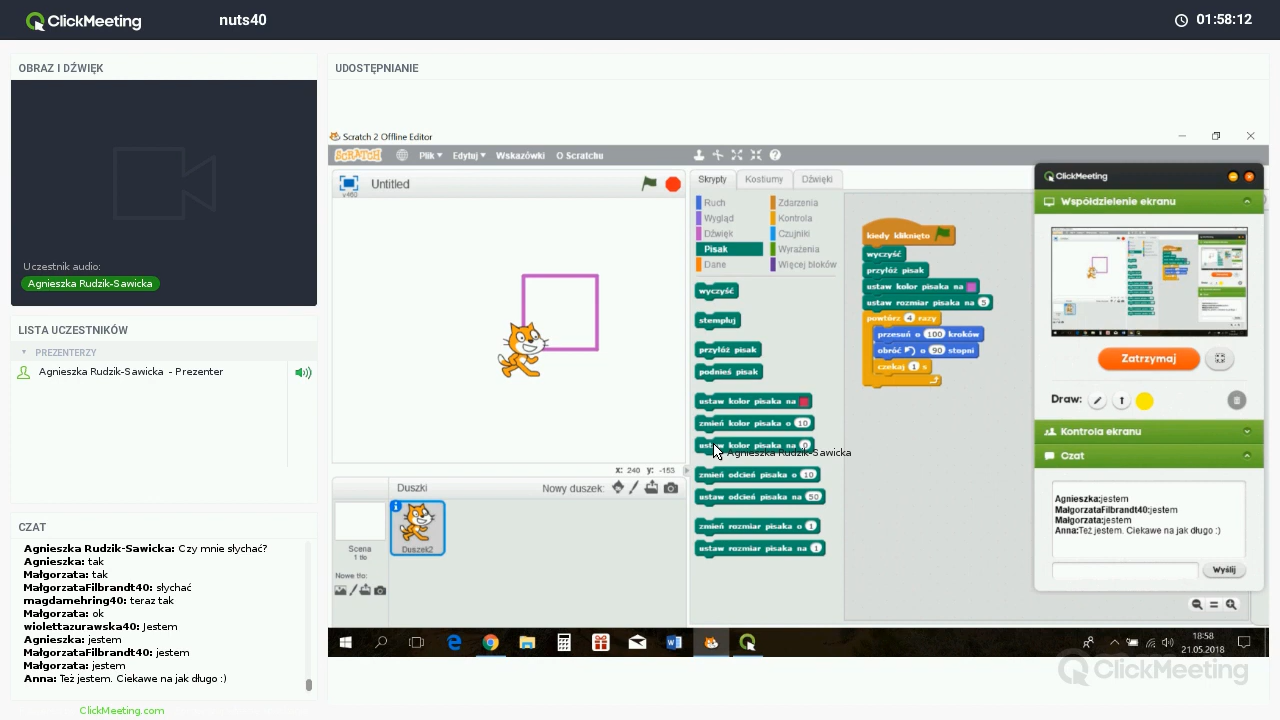 ClickMeeting
nuts40
01:58:12
OBRAZ I DŹWIĘK
Uczestnik audio:
Agnieszka Rudzik-Sawicka
LISTA UCZESTNIKÓW
PREZENTERZY
Agnieszka Rudzik-Sawicka - Prezenter
CZAT
Agnieszka Rudzik-Sawicka: Czy mnie słychać?
Agnieszka: tak
Małgorzata: tak
MałgorzataFilbrandt40: słychać
magdamehring40: teraz tak
Małgorzata: ok
wiolettazurawska40: Jestem
Agnieszka: jestem
MałgorzataFilbrandt40: jestem
Małgorzata: jestem
Anna: Też jestem. Ciekawe na jak długo :)
ClickMeeting.com
UDOSTĘPNIANIE
Scratch 2 Offline Editor
SCRATCH
Plik
Edytuj
Wskazówki
O Scratchu
v460
Untitled
x: 240 y: -153
Duszki
Nowy duszek:
Scena
1 tło
Nowe tło:
Duszek2
Skrypty
Kostiumy
Dźwięki
Ruch
Wygląd
Dźwięk
Pisak
Dane
Zdarzenia
Kontrola
Czujniki
Wyrażenia
Więcej bloków
wyczyść
stempluj
przyłóż pisak
podnieś pisak
ustaw kolor pisaka na
zmień kolor pisaka o 10
ustaw kolor pisaka na 0
Agnieszka Rudzik-Sawicka
zmień odcień pisaka o 10
ustaw odcień pisaka na 50
zmień rozmiar pisaka o 1
ustaw rozmiar pisaka na 1
kiedy kliknięto
wyczyść
przyłóż pisak
ustaw kolor pisaka na
ustaw rozmiar pisaka na 5
powtórz 4 razy
przesuń o 100 kroków
obróć 90 stopni
czekaj 1 s
ClickMeeting
Współdzielenie ekranu
Zatrzymaj
Draw:
Kontrola ekranu
Czat
Agnieszka:jestem
MałgorzataFilbrandt40:jestem
Małgorzata:jestem
Anna:Też jestem. Ciekawe na jak długo :)
Wyślij
18:58
21.05.2018
ClickMeeting